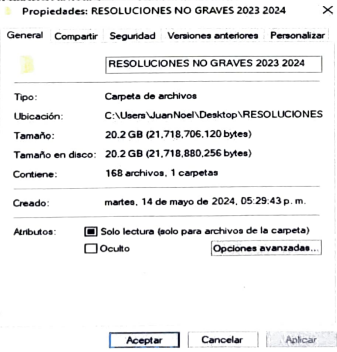 Propiedades: RESOLUCIONES NO GRAVES 2023 2024
General Compartir Seguridad Versiones anteriores Personalizar
RESOLUCIONES NO GRAVES 2023 2024
Tipo: Carpeta de archivos
Ubicación: C:\Users\JuanNoel\Desktop\RESOLUCIONES
Tamaño: 20.2 GB (21,718,706,120 bytes)
Tamaño en disco: 20.2 GB (21,718,880,256 bytes)
Contiene: 168 archivos, 1 carpetas
Creado: martes, 14 de mayo de 2024, 05:29:43 p. m.
Atributos: Solo lectura (solo para archivos de la carpeta)
Oculto Opciones avanzadas...
Aceptar Cancelar Aplicar